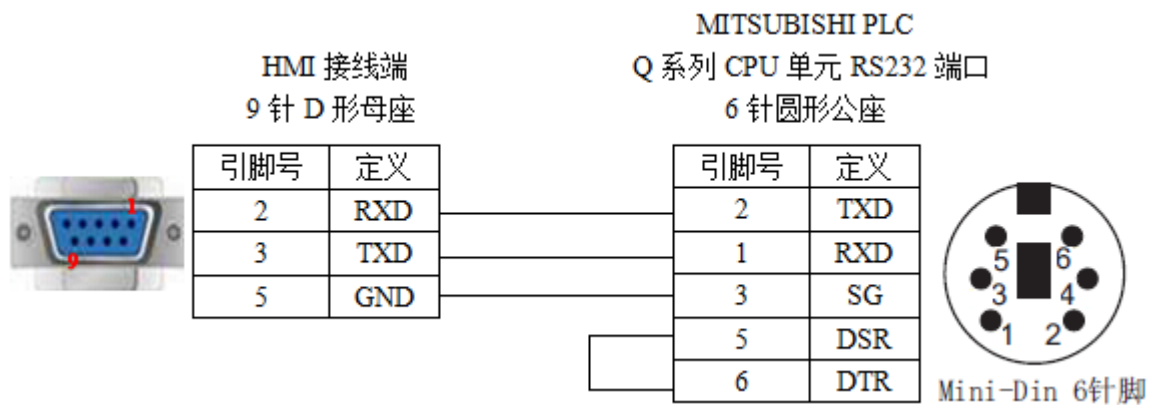 MITSUBISHI PLC
HMI 接线端
Q 系列 CPU 单元 RS232 端口
9 针 D 形母座
6 针圆形公座
引脚号 定义
2 RXD
3 TXD
5 GND
引脚号 定义
2 TXD
1 RXD
3 SG
5 DSR
6 DTR
1
9
5 6
3 4
1 2
Mini-Din 6针脚